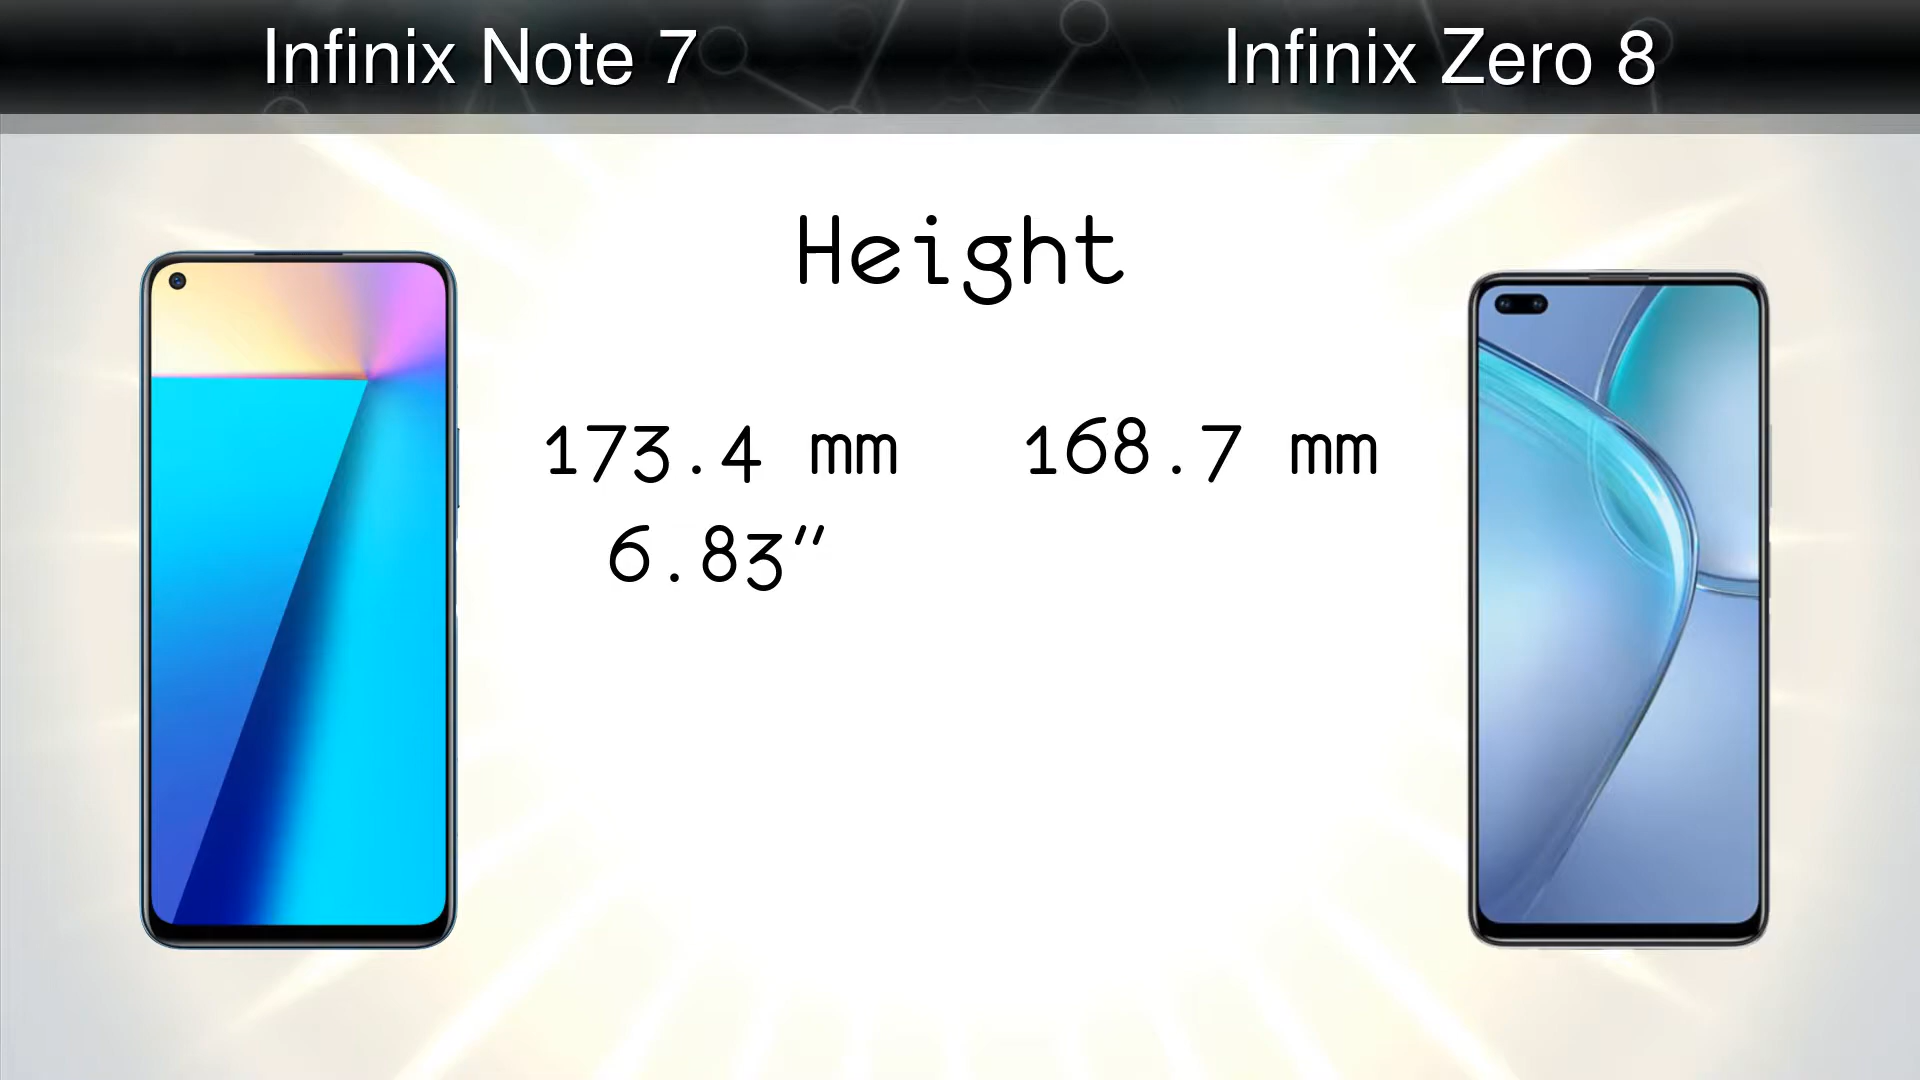 Infinix Note 7
Infinix Zero 8
Height
173.4 mm
168.7 mm
6.83″